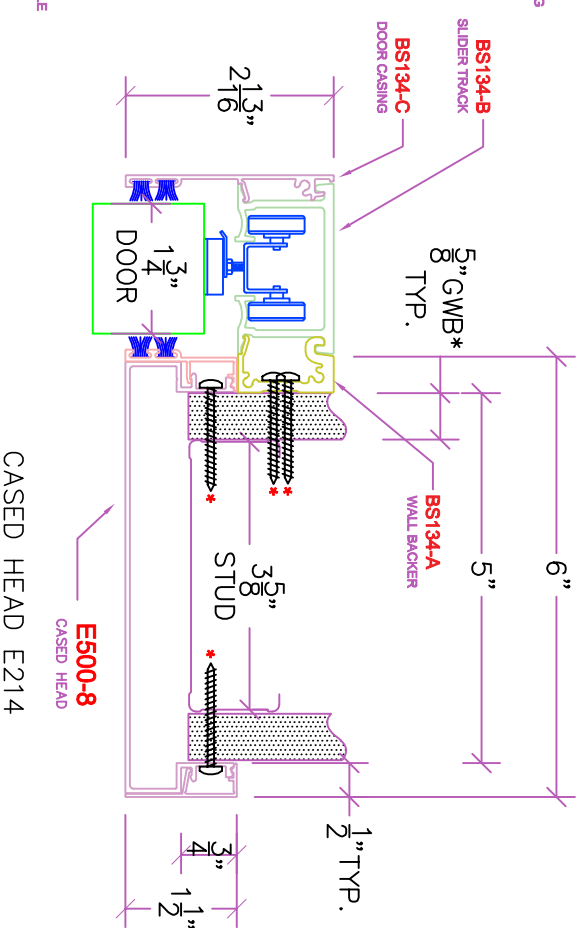 LE
G
BS134-B
SLIDER TRACK
BS134-C
DOOR CASING
2 13/16"
5/8" GWB*
TYP.
1 3/4"
DOOR
BS134-A
WALL BACKER
6"
5"
3 5/8"
STUD
*
*
*
*
1/2" TYP.
3/4"
1 1/2"
E500-8
CASED HEAD
CASED HEAD E214